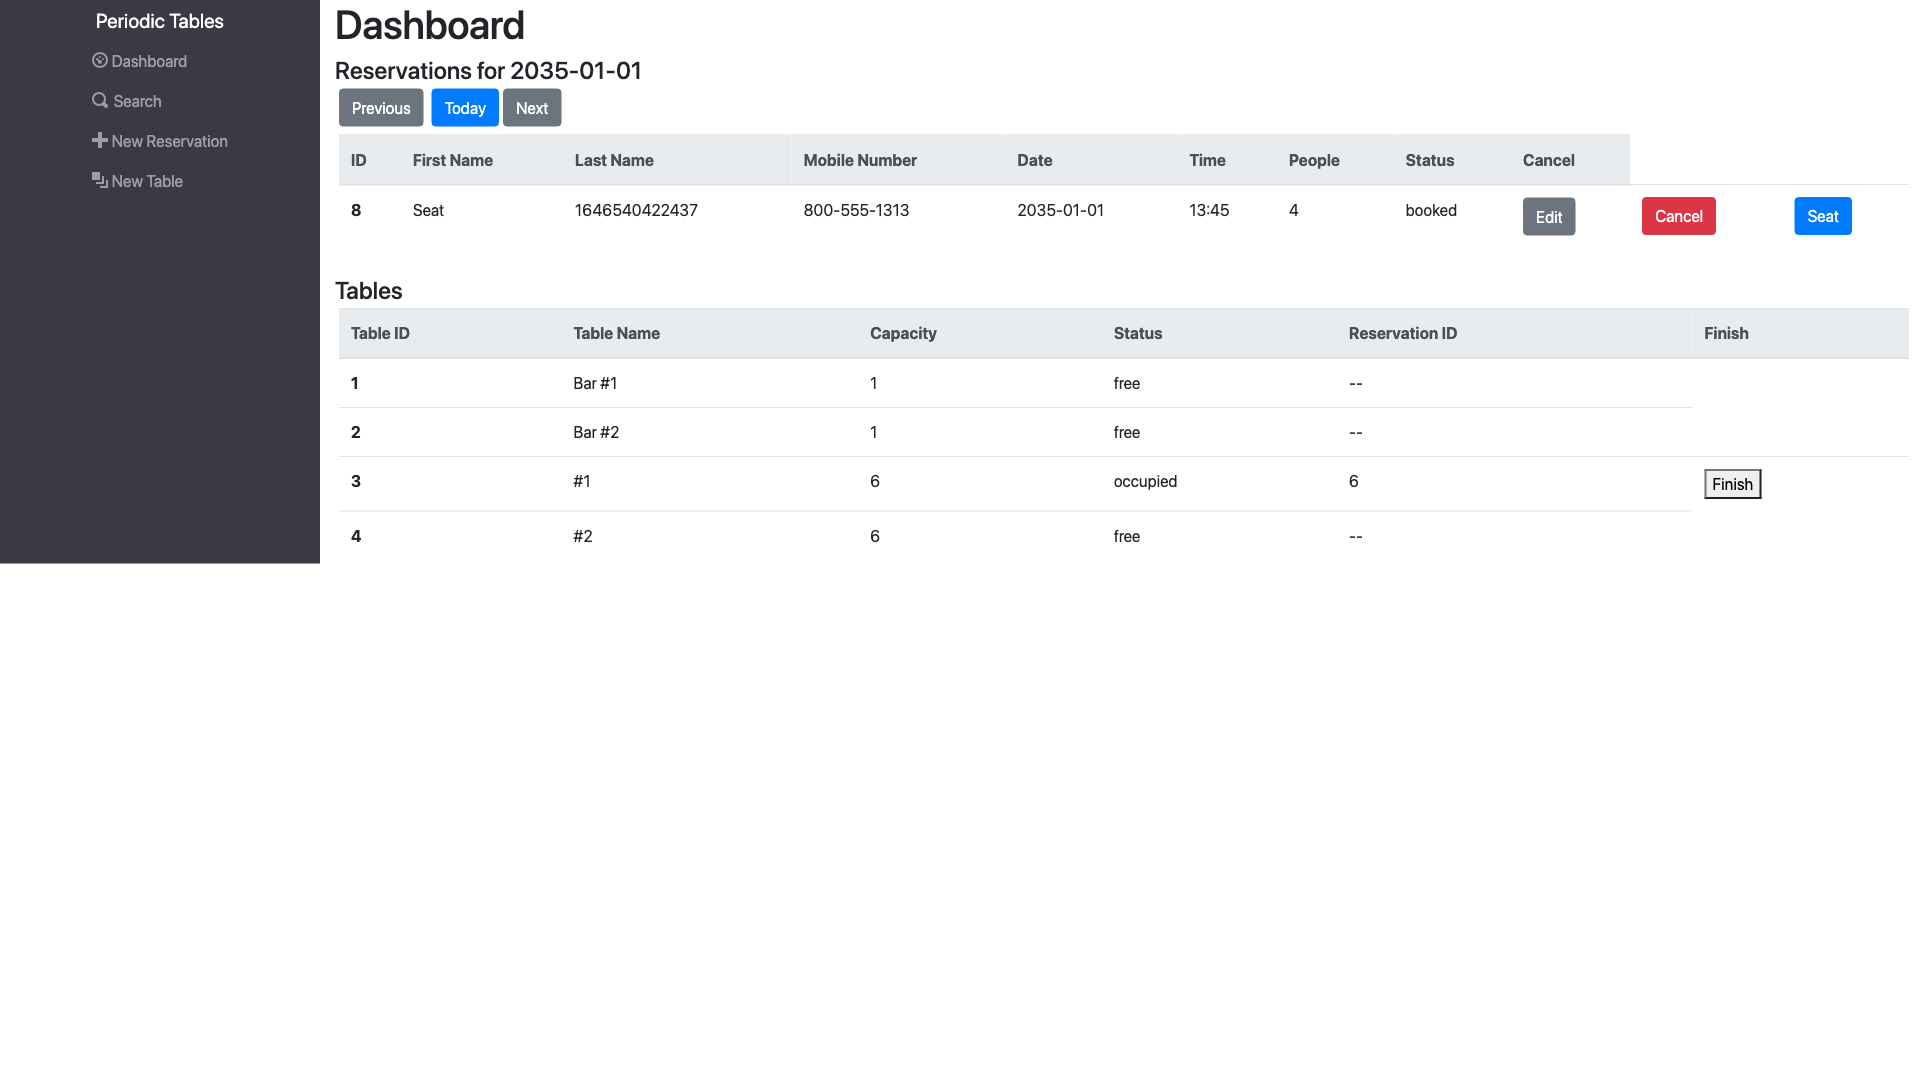 Periodic Tables
Dashboard
Search
New Reservation
New Table
Dashboard
Reservations for 2035-01-01
Previous Today Next
ID First Name Last Name Mobile Number Date Time People Status Cancel
8 Seat 1646540422437 800-555-1313 2035-01-01 13:45 4 booked Edit Cancel Seat
Tables
Table ID Table Name Capacity Status Reservation ID Finish
1 Bar #1 1 free --
2 Bar #2 1 free --
3 #1 6 occupied 6 Finish
4 #2 6 free --